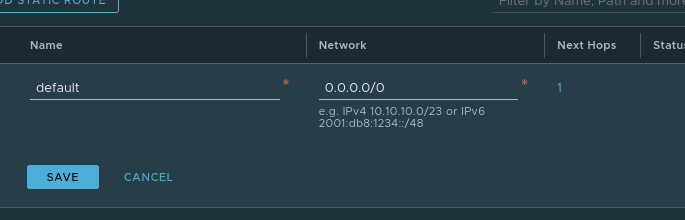 DD STATIC ROUTE
Filter by Name, Path and more
Name Network Next Hops Status
default * 0.0.0.0/0 * 1
e.g. IPv4 10.10.10.0/23 or IPv6
2001:db8:1234::/48
SAVE CANCEL